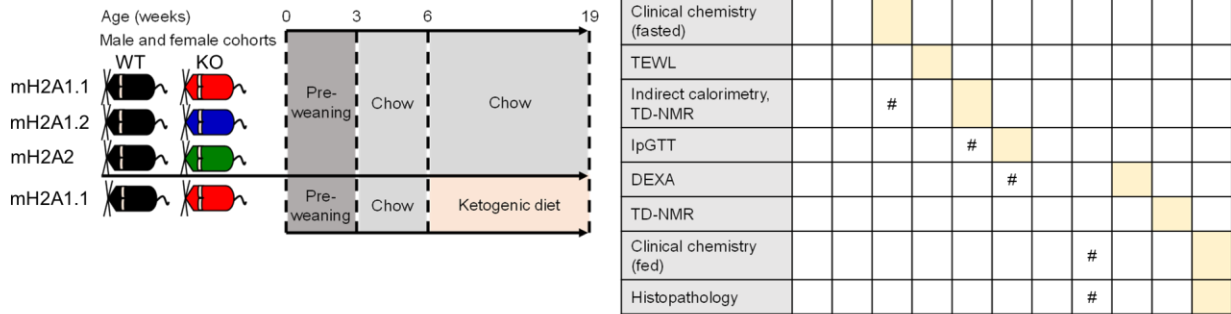 Age (weeks) 0 3 6 19
Male and female cohorts
WT KO
mH2A1.1
mH2A1.2
mH2A2
mH2A1.1
Pre-
weaning
Chow
Chow
Pre-
weaning
Chow
Ketogenic diet
Clinical chemistry
(fasted)
TEWL
Indirect calorimetry,
TD-NMR
#
IpGTT
#
DEXA
#
TD-NMR
Clinical chemistry
(fed)
#
Histopathology
#